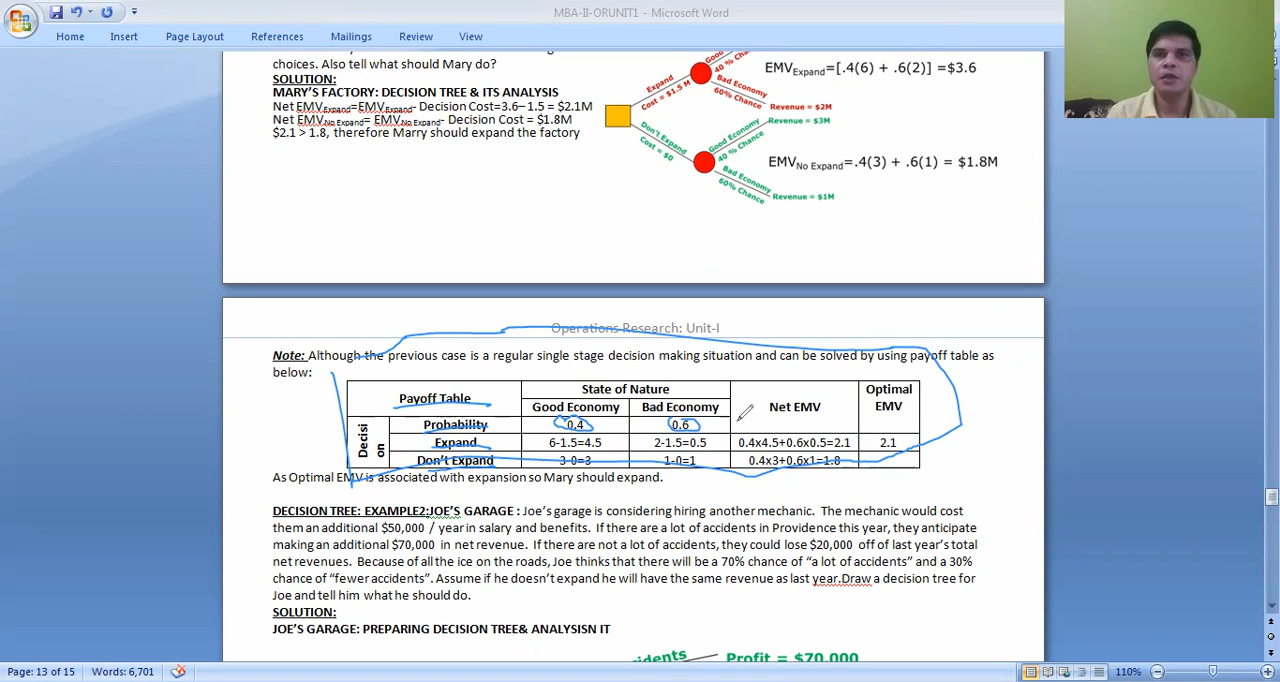 MBA-II-ORUNIT1 - Microsoft Word
Home Insert Page Layout References Mailings Review View
choices. Also tell what should Mary do?
SOLUTION:
MARY'S FACTORY: DECISION TREE & ITS ANALYSIS
Net EMVExpand=EMVExpand- Decision Cost=3.6– 1.5 = $2.1M
Net EMVNo Expand= EMVNo Expand- Decision Cost = $1.8M
$2.1 > 1.8, therefore Marry should expand the factory
Expand
Cost = $1.5 M
40 % Chance
Bad Economy
60% Chance
Revenue = $2M
EMVExpand=[.4(6) + .6(2)] =$3.6
Don't Expand
Cost = $0
Good Economy
40 % Chance
Revenue = $3M
Bad Economy
60% Chance
Revenue = $1M
EMVNo Expand=.4(3) + .6(1) = $1.8M
Operations Research: Unit-I
Note: Although the previous case is a regular single stage decision making situation and can be solved by using payoff table as
below:
Payoff Table State of Nature Net EMV Optimal EMV
Good Economy Bad Economy
Decisi on
Probability 0.4 0.6
Expand 6-1.5=4.5 2-1.5=0.5 0.4x4.5+0.6x0.5=2.1 2.1
Don't Expand 3-0=3 1-0=1 0.4x3+0.6x1=1.8
As Optimal EMV is associated with expansion so Mary should expand.
DECISION TREE: EXAMPLE2:JOE'S GARAGE : Joe's garage is considering hiring another mechanic. The mechanic would cost
them an additional $50,000 / year in salary and benefits. If there are a lot of accidents in Providence this year, they anticipate
making an additional $70,000 in net revenue. If there are not a lot of accidents, they could lose $20,000 off of last year's total
net revenues. Because of all the ice on the roads, Joe thinks that there will be a 70% chance of "a lot of accidents" and a 30%
chance of "fewer accidents". Assume if he doesn't expand he will have the same revenue as last year.Draw a decision tree for
Joe and tell him what he should do.
SOLUTION:
JOE'S GARAGE: PREPARING DECISION TREE& ANALYSISN IT
Profit = $70,000
Page: 13 of 15 Words: 6,701 110%